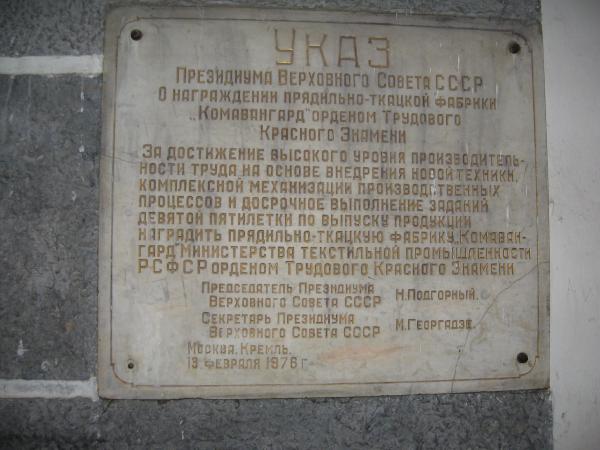 УКАЗ
Президиума Верховного Совета СССР
О награждении прядильно-ткацкой фабрики
„Комавангард" орденом Трудового
Красного Знамени
За достижение высокого уровня производитель-
ности труда на основе внедрения новой техники,
комплексной механизации производственных
процессов и досрочное выполнение заданий
девятой пятилетки по выпуску продукции
наградить прядильно-ткацкую фабрику „Комаван-
гард" Министерства текстильной промышленности
РСФСР орденом Трудового Красного Знамени
Председатель Президиума
Верховного Совета СССР Н.Подгорный.
Секретарь Президиума
Верховного Совета СССР М.Георгадзе.
Москва. Кремль.
13 февраля 1976 г.